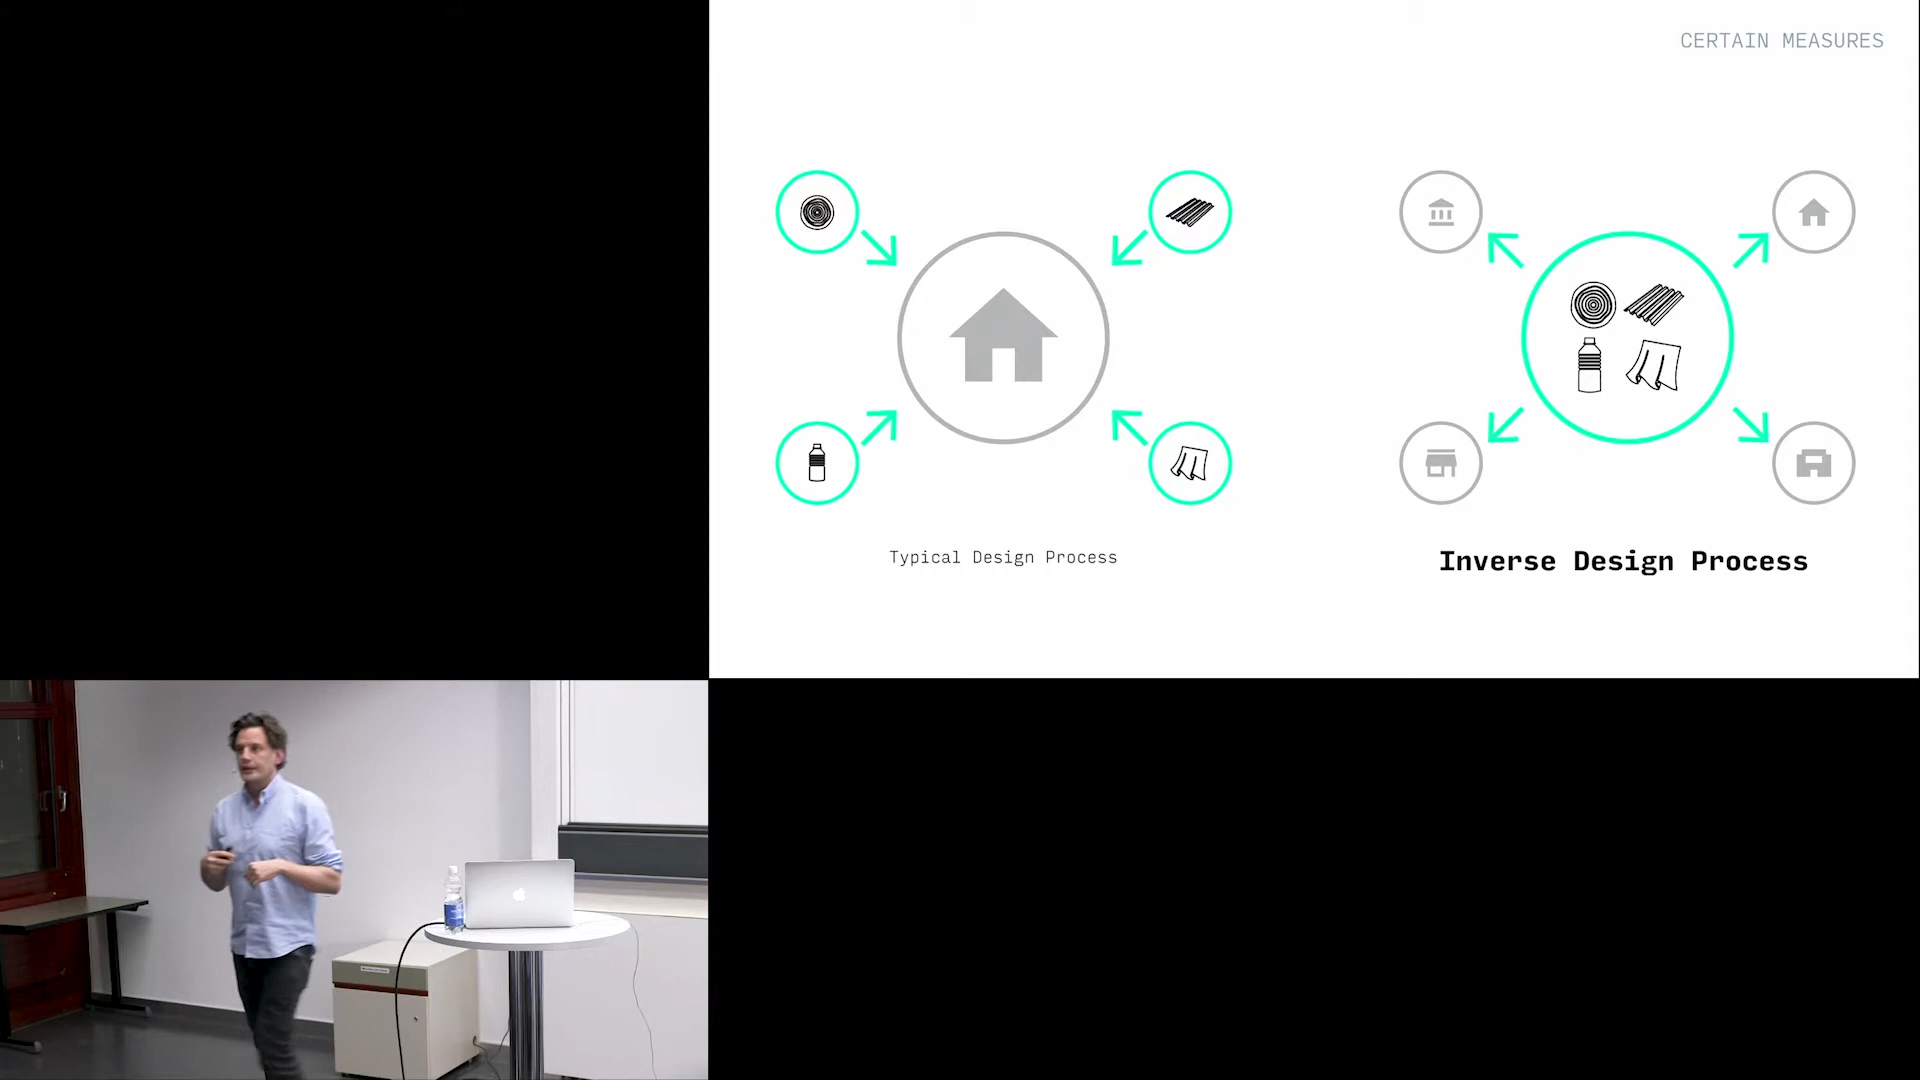 CERTAIN MEASURES
Typical Design Process
Inverse Design Process